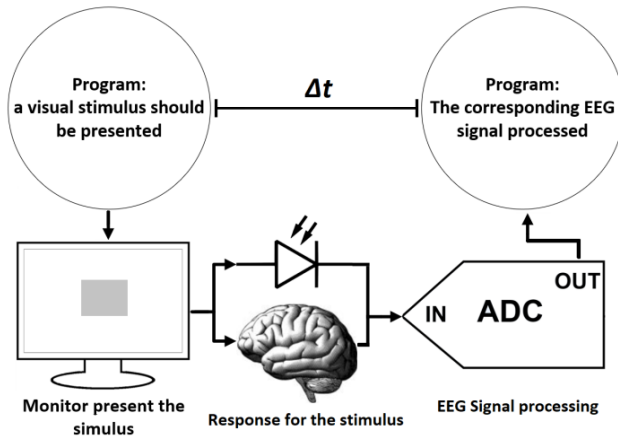 Program:
a visual stimulus should
be presented
Δt
Program:
The corresponding EEG
signal processed
IN
ADC
OUT
Monitor present the
simulus
Response for the stimulus
EEG Signal processing